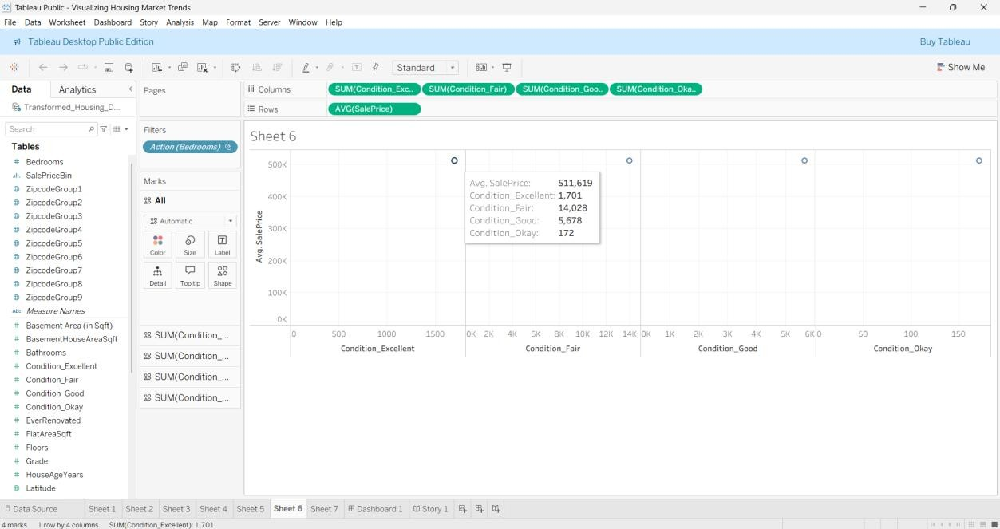 Tableau Public - Visualizing Housing Market Trends
File Data Worksheet Dashboard Story Analysis Map Format Server Window Help
Tableau Desktop Public Edition
Buy Tableau
Standard
Show Me
Data Analytics
Transformed_Housing_D...
Search
Tables
Bedrooms
SalePriceBin
ZipcodeGroup1
ZipcodeGroup2
ZipcodeGroup3
ZipcodeGroup4
ZipcodeGroup5
ZipcodeGroup6
ZipcodeGroup7
ZipcodeGroup8
ZipcodeGroup9
Abc Measure Names
Basement Area (in Sqft)
BasementHouseAreaSqft
Bathrooms
Condition_Excellent
Condition_Fair
Condition_Good
Condition_Okay
EverRenovated
FlatAreaSqft
Floors
Grade
HouseAgeYears
Latitude
Pages
Filters
Action (Bedrooms)
Marks
All
Automatic
Color Size Label
Detail Tooltip Shape
SUM(Condition_...
SUM(Condition_...
SUM(Condition_...
SUM(Condition_...
Columns SUM(Condition_Exc.. SUM(Condition_Fair) SUM(Condition_Goo.. SUM(Condition_Oka..
Rows AVG(SalePrice)
Sheet 6
Avg. SalePrice
500K
400K
300K
200K
100K
0K
Avg. SalePrice: 511,619
Condition_Excellent: 1,701
Condition_Fair: 14,028
Condition_Good: 5,678
Condition_Okay: 172
0 500 1000 1500 0K 2K 4K 6K 8K 10K 12K 14K 0K 1K 2K 3K 4K 5K 6K 0 50 100 150
Condition_Excellent Condition_Fair Condition_Good Condition_Okay
Data Source Sheet 1 Sheet 2 Sheet 3 Sheet 4 Sheet 5 Sheet 6 Sheet 7 Dashboard 1 Story 1
4 marks 1 row by 4 columns SUM(Condition_Excellent): 1,701